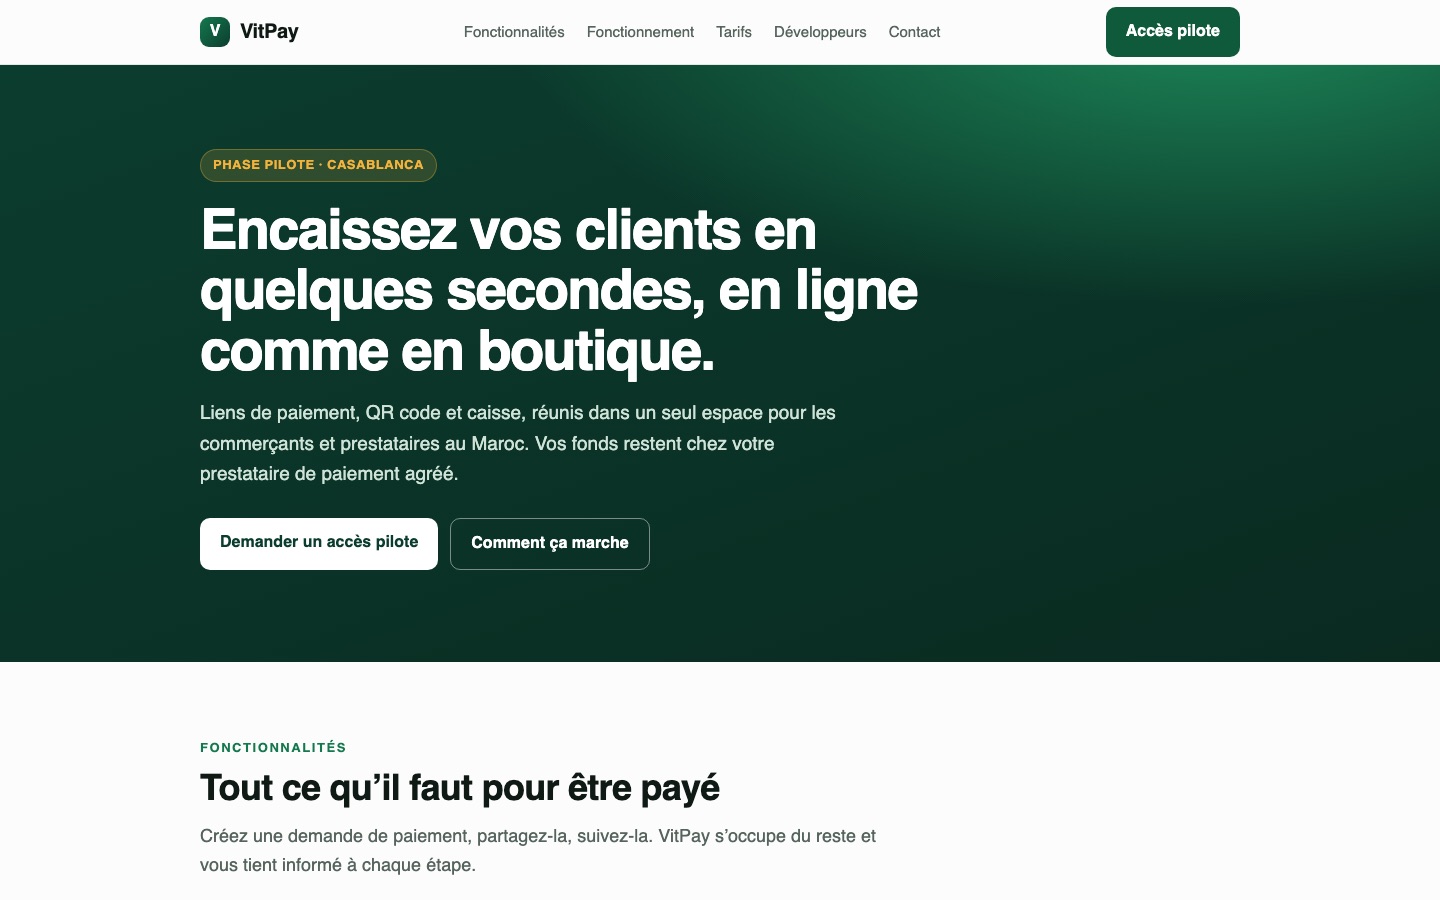 V VitPay
Fonctionnalités Fonctionnement Tarifs Développeurs Contact
Accès pilote
PHASE PILOTE · CASABLANCA
Encaissez vos clients en
quelques secondes, en ligne
comme en boutique.
Liens de paiement, QR code et caisse, réunis dans un seul espace pour les
commerçants et prestataires au Maroc. Vos fonds restent chez votre
prestataire de paiement agréé.
Demander un accès pilote
Comment ça marche
FONCTIONNALITÉS
Tout ce qu’il faut pour être payé
Créez une demande de paiement, partagez-la, suivez-la. VitPay s’occupe du reste et
vous tient informé à chaque étape.